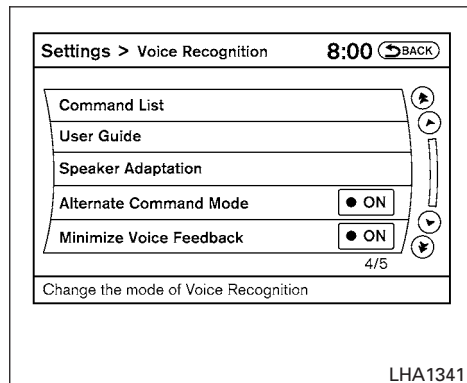 Settings > Voice Recognition 8:00 BACK
Command List
User Guide
Speaker Adaptation
Alternate Command Mode ON
Minimize Voice Feedback ON
4/5
Change the mode of Voice Recognition
LHA1341